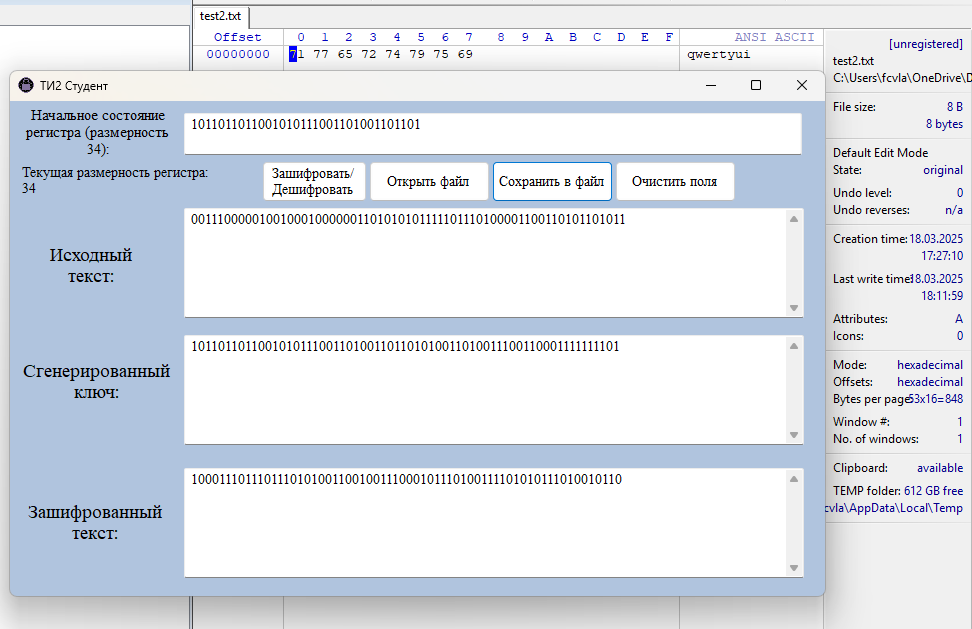 test2.txt
Offset 0 1 2 3 4 5 6 7 8 9 A B C D E F ANSI ASCII
00000000 71 77 65 72 74 79 75 69 qwertyui
[unregistered]
test2.txt
C:\Users\fcvla\OneDrive\D
File size: 8 B
8 bytes
Default Edit Mode
State: original
Undo level: 0
Undo reverses: n/a
Creation time: 18.03.2025
17:27:10
Last write time: 18.03.2025
18:11:59
Attributes: A
Icons: 0
Mode: hexadecimal
Offsets: hexadecimal
Bytes per page: 53x16=848
Window #: 1
No. of windows: 1
Clipboard: available
TEMP folder: 612 GB free
cvla\AppData\Local\Temp
ТИ2 Студент
Начальное состояние
регистра (размерность
34):
1011011011001010111001101001101101
Текущая размерность регистра:
34
Зашифровать/
Дешифровать
Открыть файл
Сохранить в файл
Очистить поля
Исходный
текст:
0011100000100100010000001101010101111101110100001100110101101011
Сгенерированный
ключ:
1011011011001010111001101001101101010011010011100110001111111101
Зашифрованный
текст:
1000111011101110101001100100111000101110100111101010111010010110